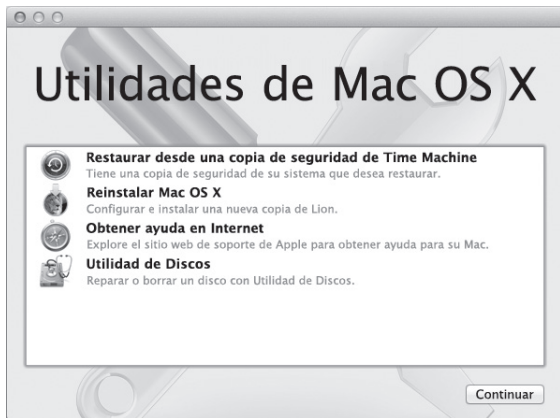 Utilidades de Mac OS X
Restaurar desde una copia de seguridad de Time Machine
Tiene una copia de seguridad de su sistema que desea restaurar.
Reinstalar Mac OS X
Configurar e instalar una nueva copia de Lion.
Obtener ayuda en Internet
Explore el sitio web de soporte de Apple para obtener ayuda para su Mac.
Utilidad de Discos
Reparar o borrar un disco con Utilidad de Discos.
Continuar